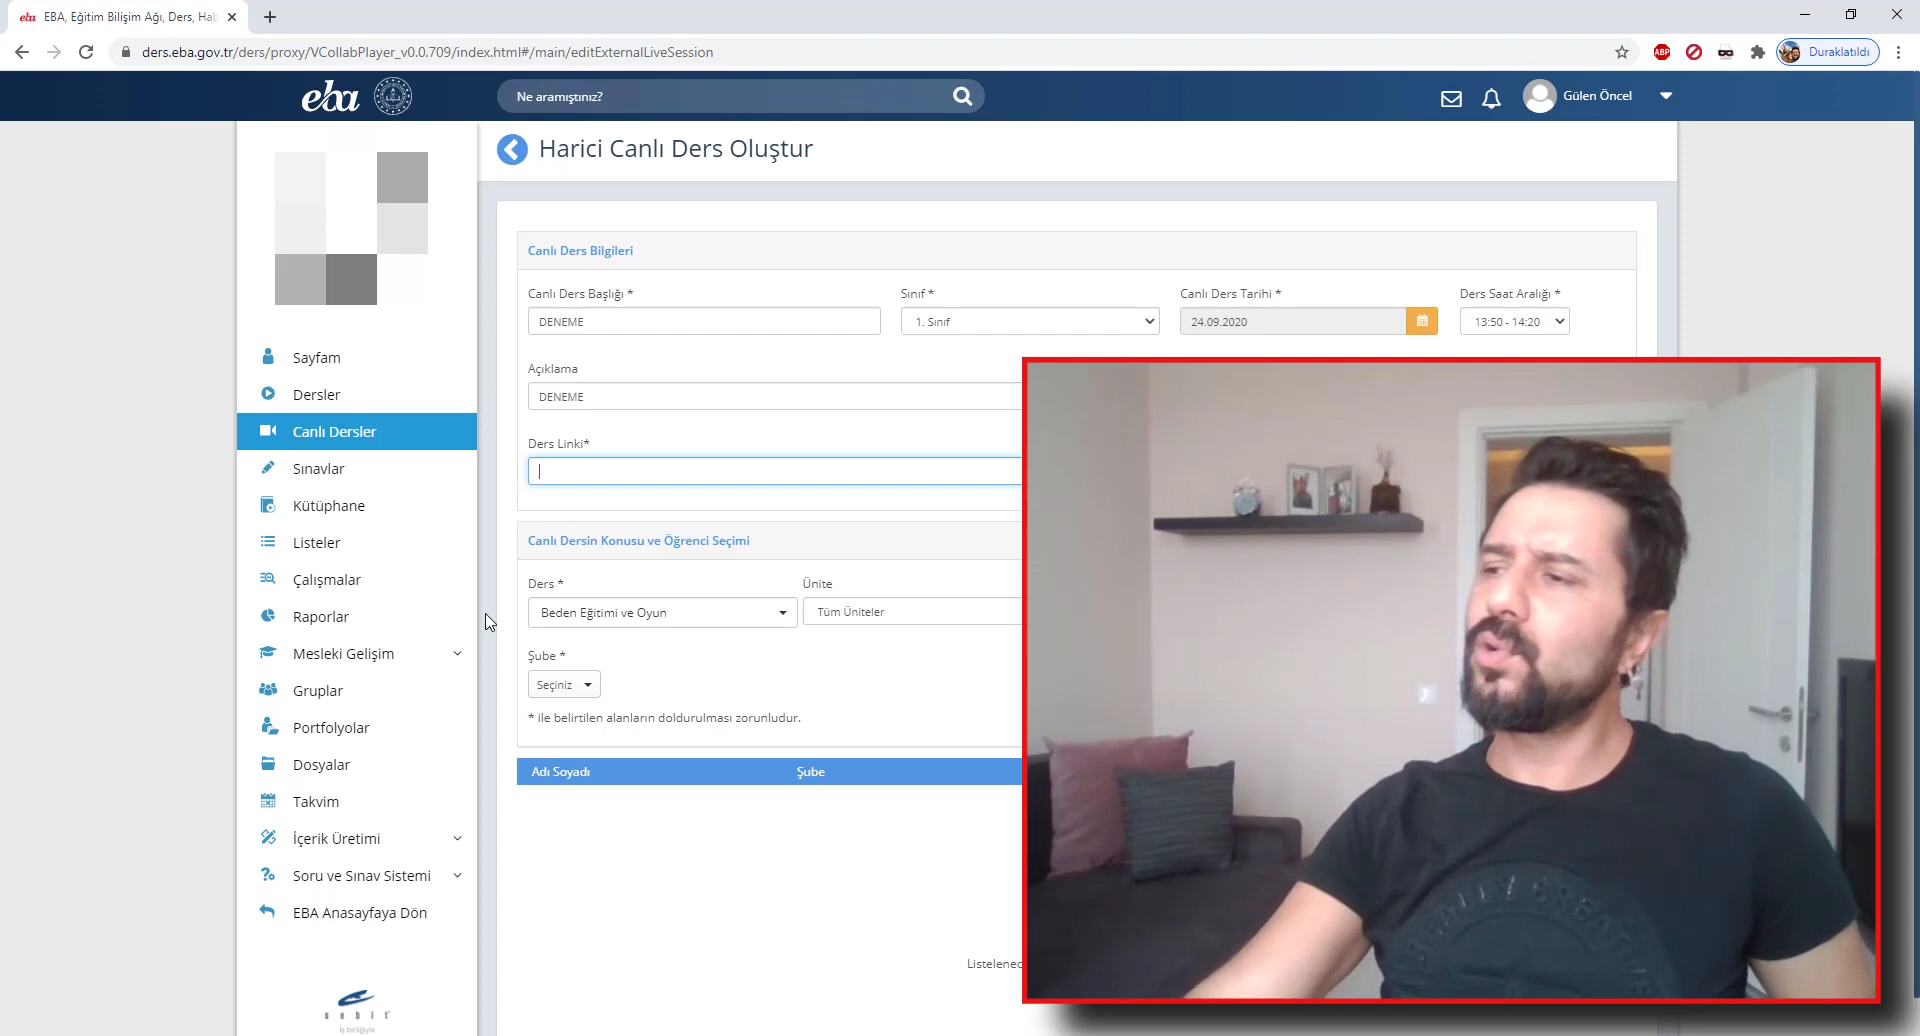 eba EBA, Eğitim Bilişim Ağı, Ders, Hab
ders.eba.gov.tr/ders/proxy/VCollabPlayer_v0.0.709/index.html#/main/editExternalLiveSession
ABP
Duraklatıldı
eba
Ne aramıştınız?
Gülen Öncel
Harici Canlı Ders Oluştur
Canlı Ders Bilgileri
Canlı Ders Başlığı *
Sınıf *
Canlı Ders Tarihi *
Ders Saat Aralığı *
DENEME
1. Sınıf
24.09.2020
13:50 - 14:20
Açıklama
DENEME
Ders Linki*
Canlı Dersin Konusu ve Öğrenci Seçimi
Ders *
Ünite
Beden Eğitimi ve Oyun
Tüm Üniteler
Şube *
Seçiniz
* ile belirtilen alanların doldurulması zorunludur.
Adı Soyadı
Şube
Sayfam
Dersler
Canlı Dersler
Sınavlar
Kütüphane
Listeler
Çalışmalar
Raporlar
Mesleki Gelişim
Gruplar
Portfolyolar
Dosyalar
Takvim
İçerik Üretimi
Soru ve Sınav Sistemi
EBA Anasayfaya Dön
sebit
iş birliğiyle